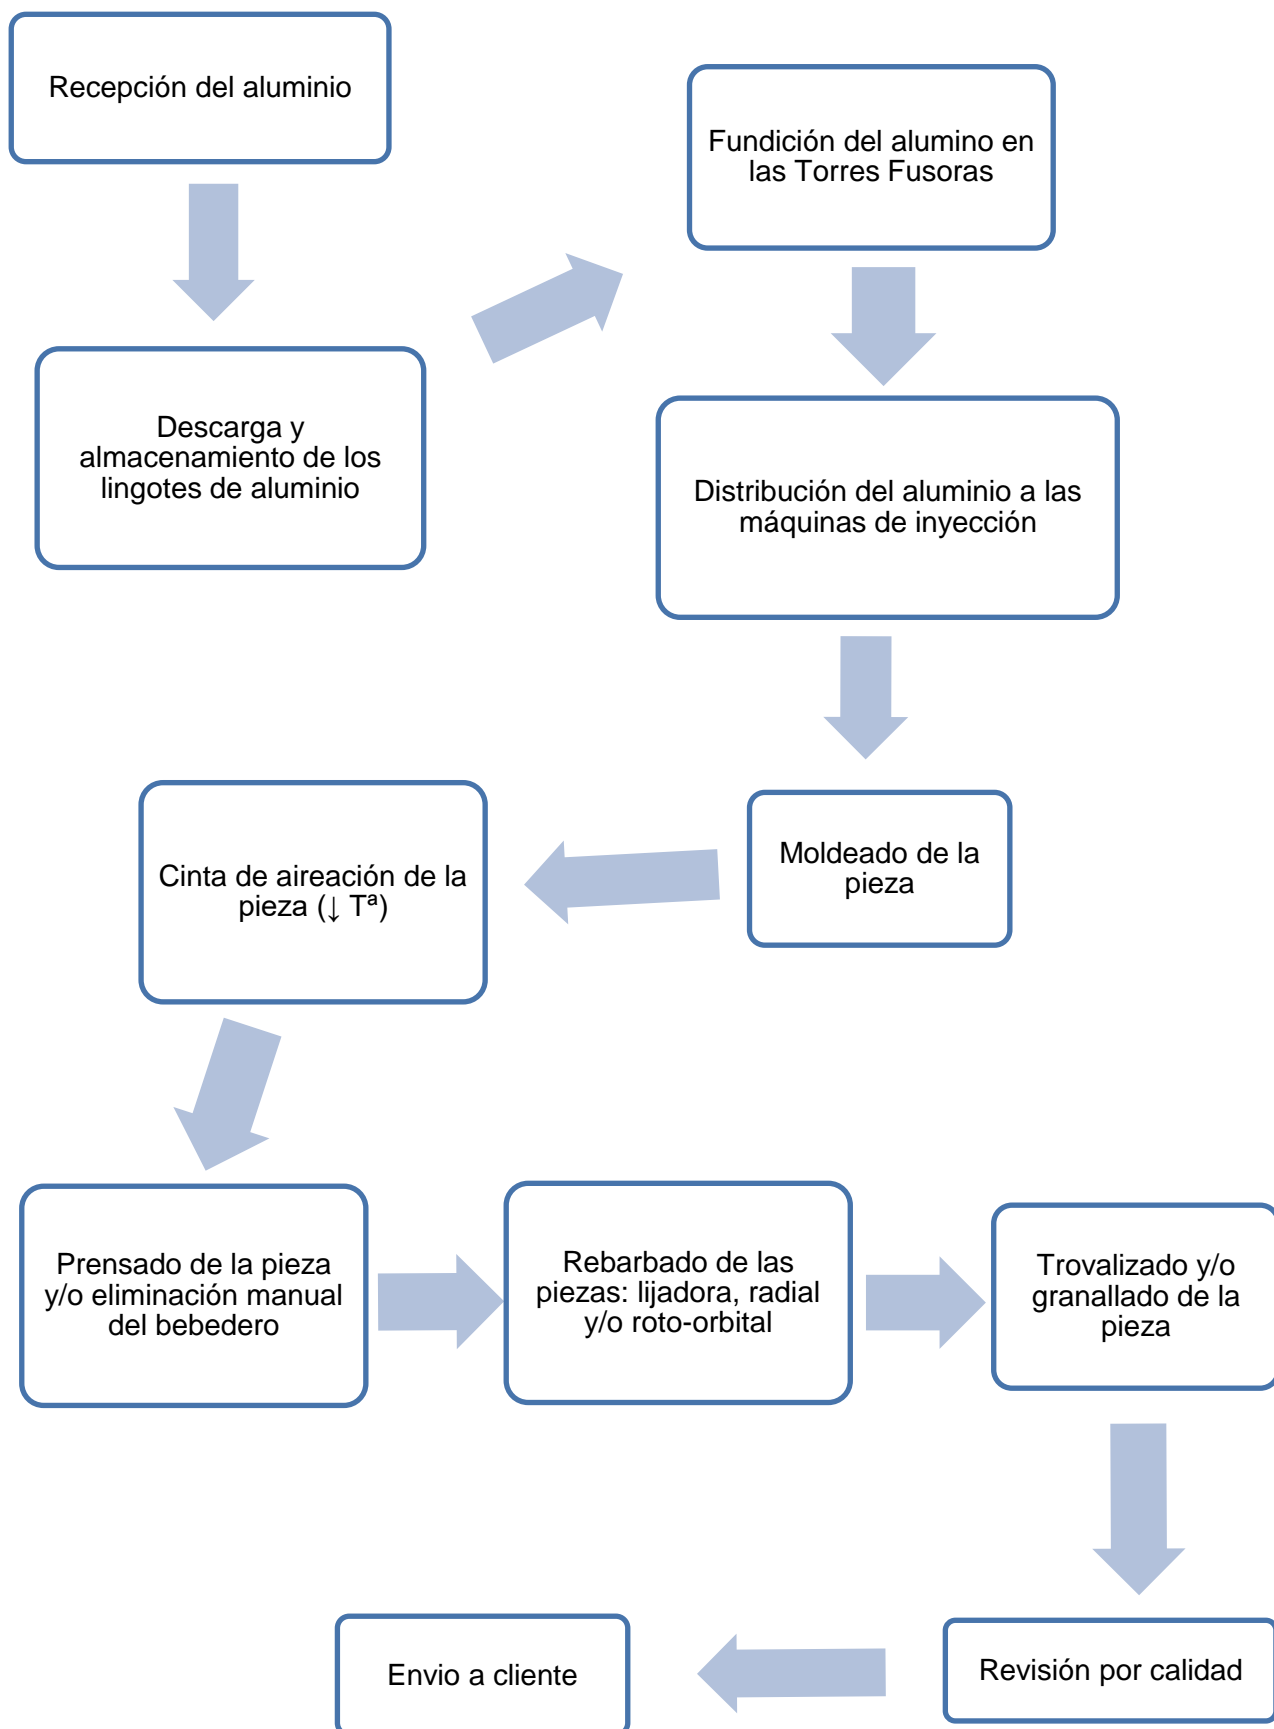 Recepción del aluminio
Descarga y
almacenamiento de los
lingotes de aluminio
Fundición del alumino en
las Torres Fusoras
Distribución del aluminio a las
máquinas de inyección
Moldeado de la
pieza
Cinta de aireación de la
pieza (↓ Tª)
Prensado de la pieza
y/o eliminación manual
del bebedero
Rebarbado de las
piezas: lijadora, radial
y/o roto-orbital
Trovalizado y/o
granallado de la
pieza
Revisión por calidad
Envio a cliente